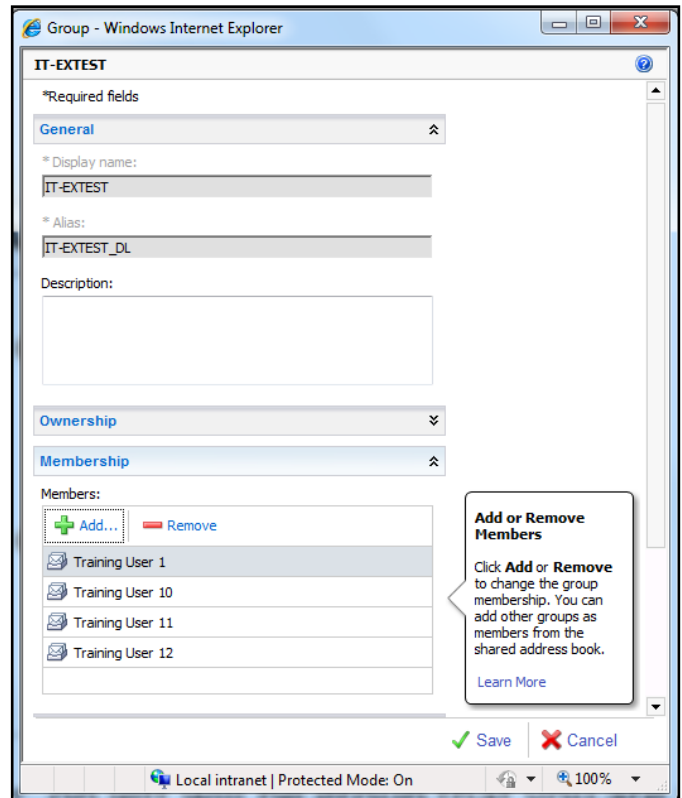 Group - Windows Internet Explorer
IT-EXTEST
*Required fields
General
* Display name:
IT-EXTEST
* Alias:
IT-EXTEST_DL
Description:
Ownership
Membership
Members:
Add... Remove
Training User 1
Training User 10
Training User 11
Training User 12
Add or Remove
Members
Click Add or Remove
to change the group
membership. You can
add other groups as
members from the
shared address book.
Learn More
Save Cancel
Local intranet | Protected Mode: On 100%